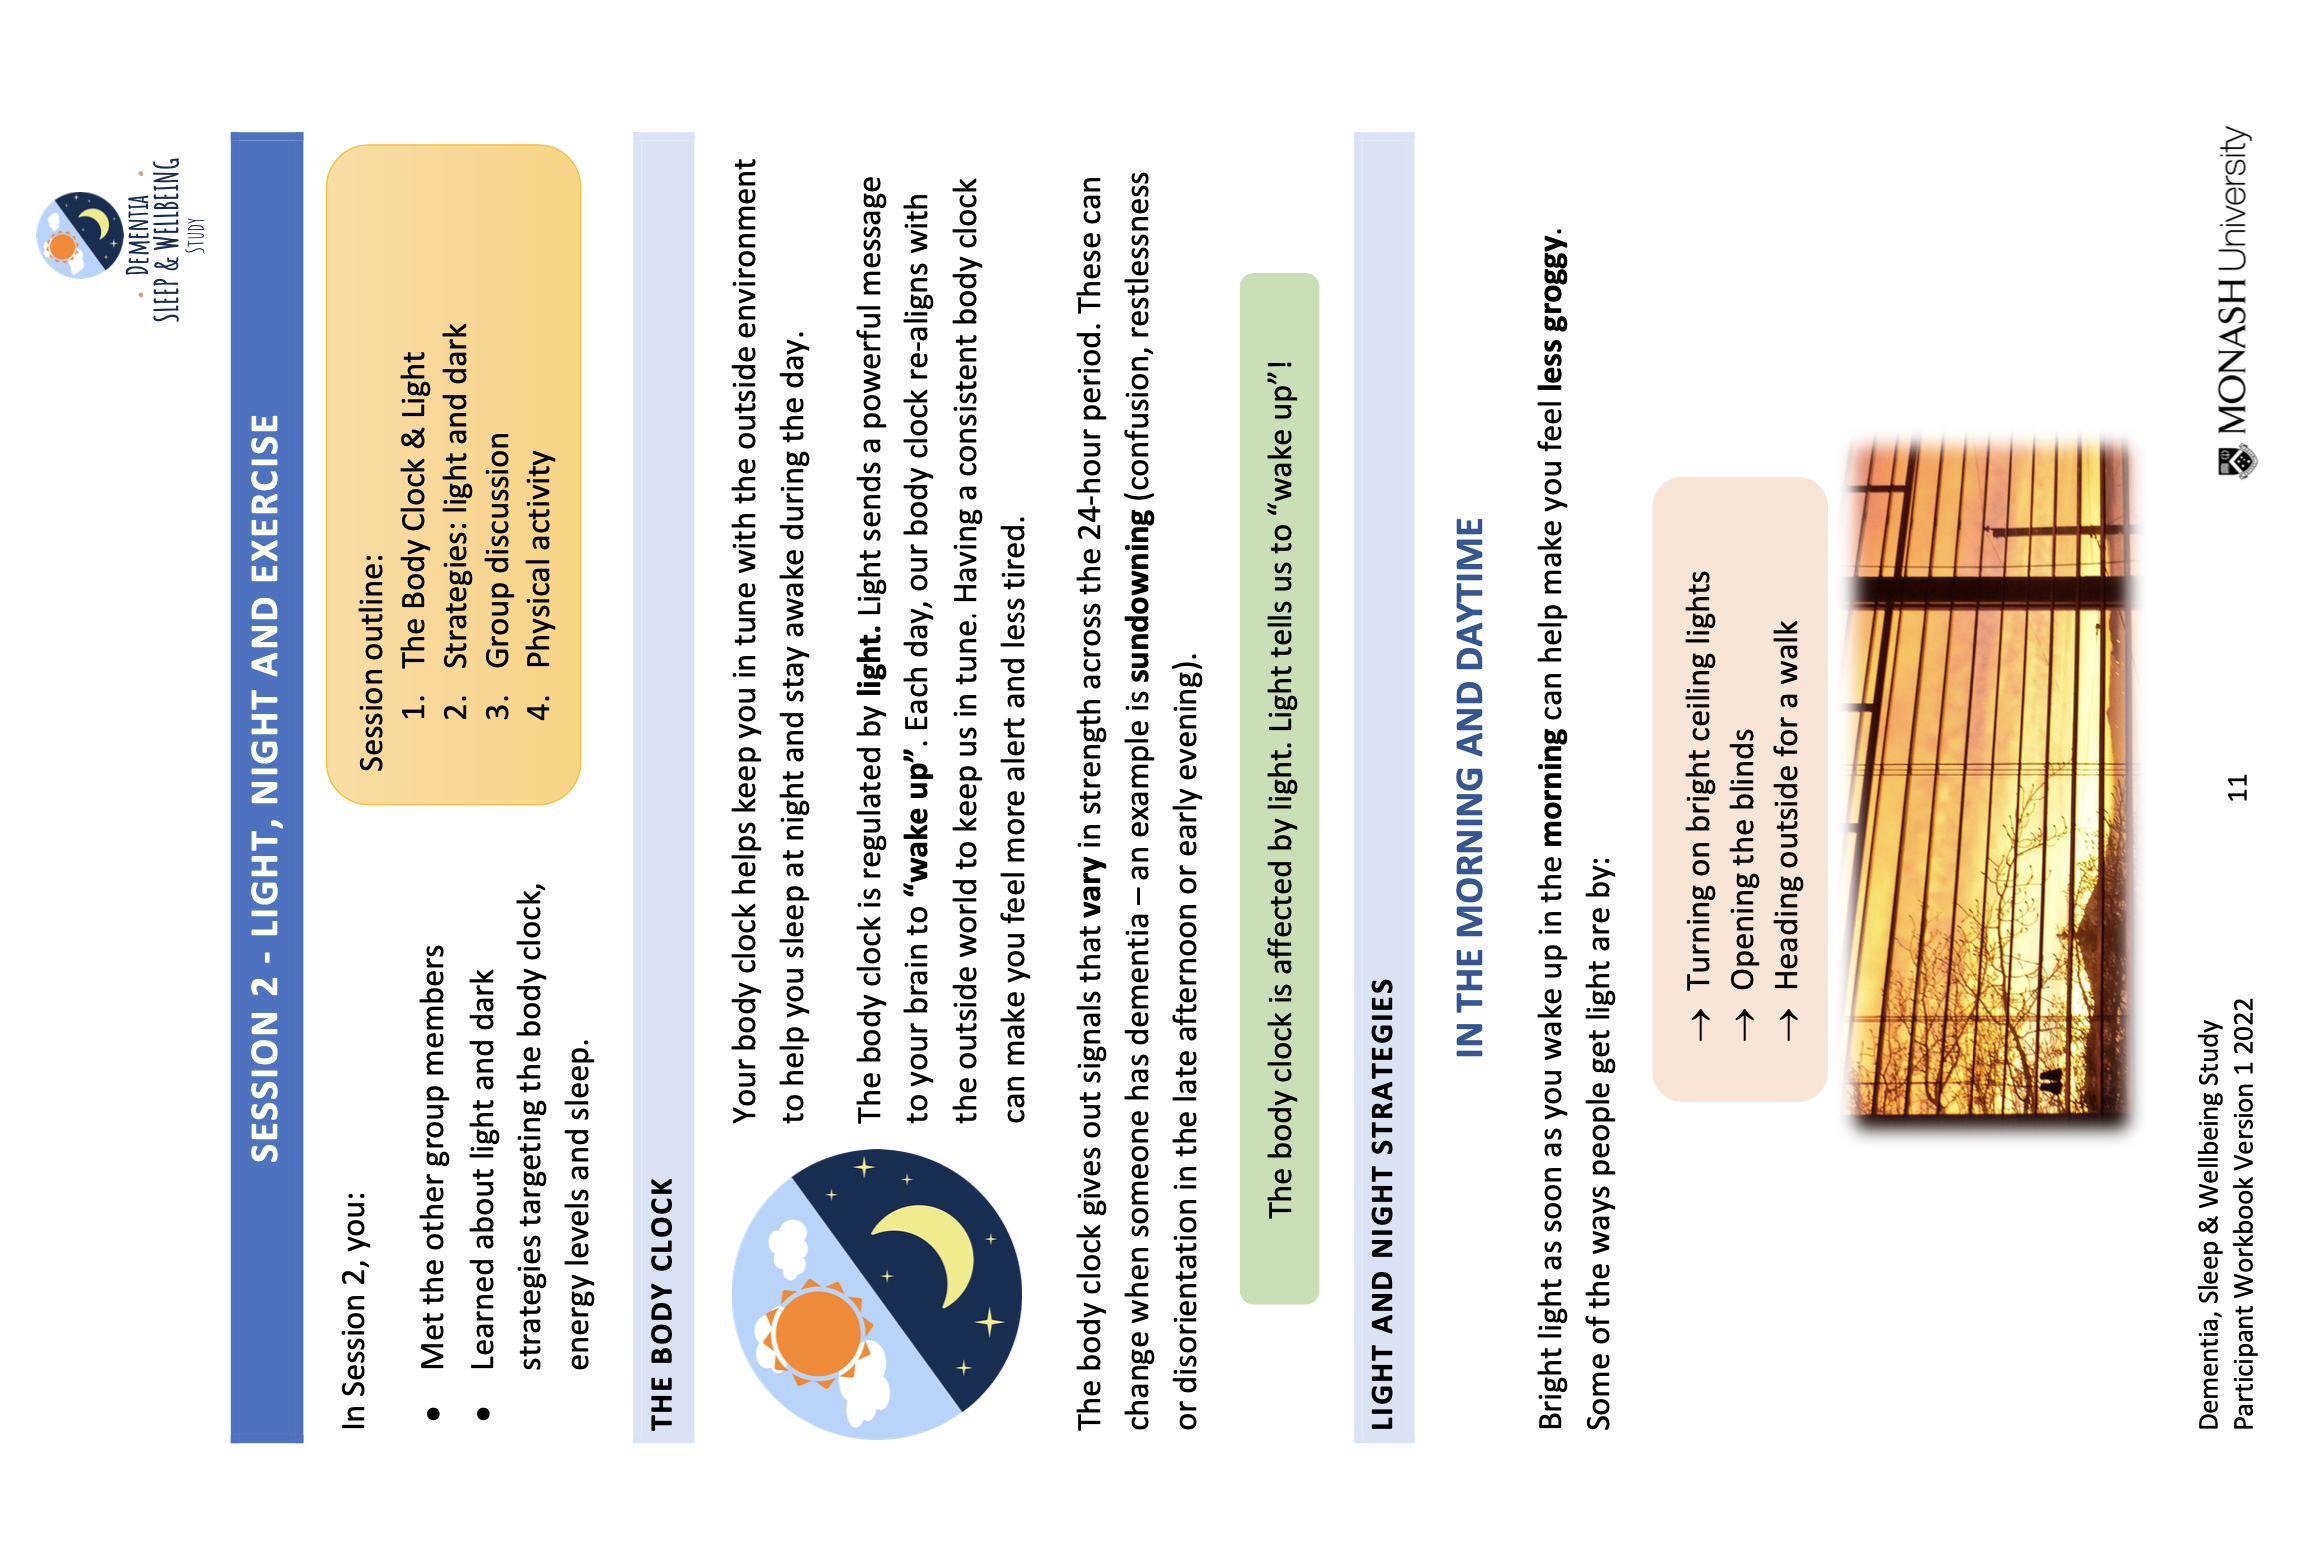 DEMENTIA
SLEEP & WELLBEING
STUDY
SESSION 2 - LIGHT, NIGHT AND EXERCISE
In Session 2, you:
• Met the other group members
• Learned about light and dark
strategies targeting the body clock,
energy levels and sleep.
Session outline:
1. The Body Clock & Light
2. Strategies: light and dark
3. Group discussion
4. Physical activity
THE BODY CLOCK
Your body clock helps keep you in tune with the outside environment
to help you sleep at night and stay awake during the day.
The body clock is regulated by light. Light sends a powerful message
to your brain to “wake up”. Each day, our body clock re-aligns with
the outside world to keep us in tune. Having a consistent body clock
can make you feel more alert and less tired.
The body clock gives out signals that vary in strength across the 24-hour period. These can
change when someone has dementia – an example is sundowning (confusion, restlessness
or disorientation in the late afternoon or early evening).
The body clock is affected by light. Light tells us to “wake up”!
LIGHT AND NIGHT STRATEGIES
IN THE MORNING AND DAYTIME
Bright light as soon as you wake up in the morning can help make you feel less groggy.
Some of the ways people get light are by:
→ Turning on bright ceiling lights
→ Opening the blinds
→ Heading outside for a walk
Dementia, Sleep & Wellbeing Study
Participant Workbook Version 1 2022
11
MONASH University